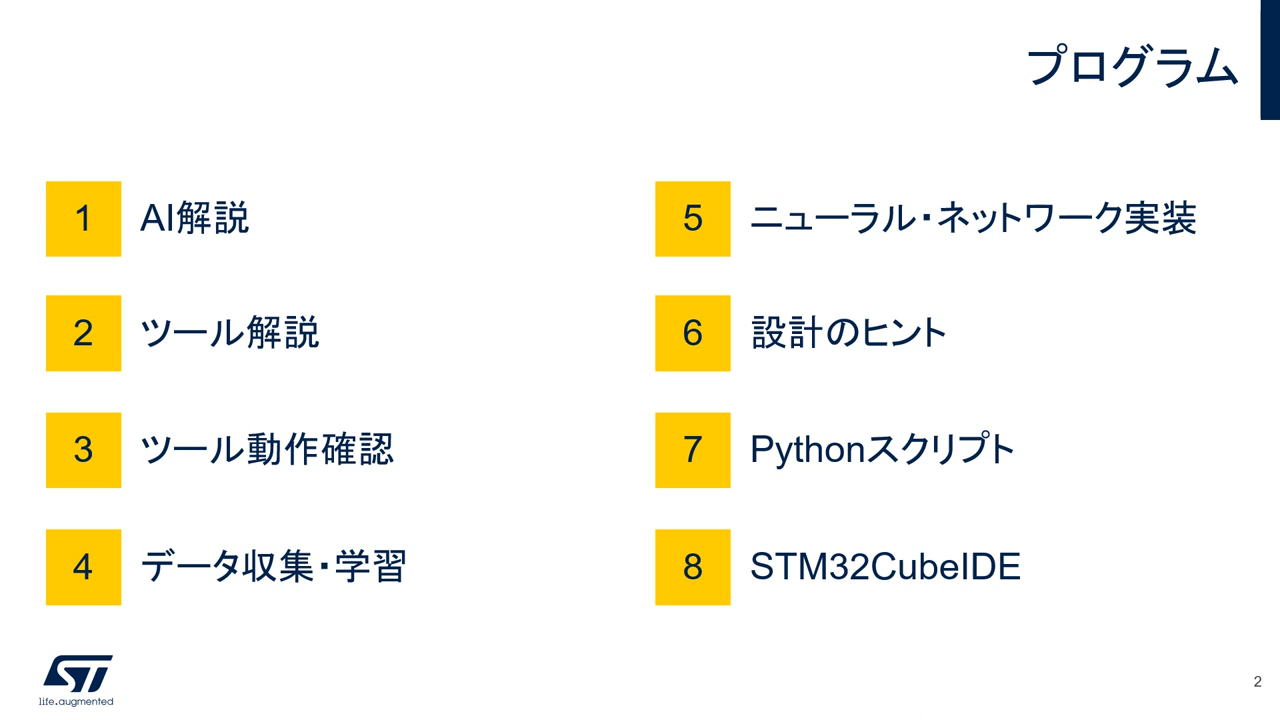 プログラム
1 AI解説
2 ツール解説
3 ツール動作確認
4 データ収集・学習
5 ニューラル・ネットワーク実装
6 設計のヒント
7 Pythonスクリプト
8 STM32CubeIDE
ST
life.augmented
2